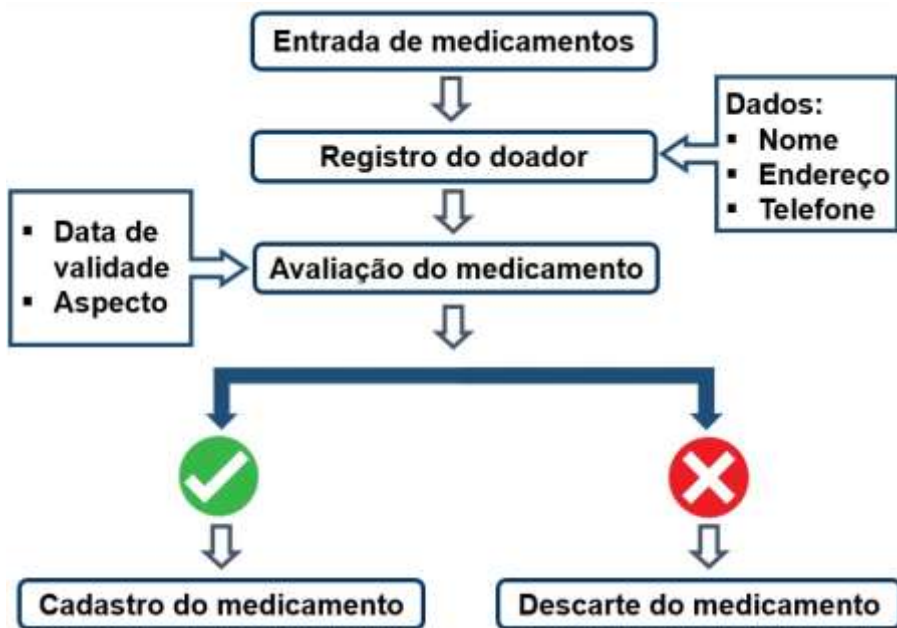 Entrada de medicamentos
Dados:
▪ Nome
▪ Endereço
▪ Telefone
Registro do doador
▪ Data de
validade
▪ Aspecto
Avaliação do medicamento
Cadastro do medicamento
Descarte do medicamento